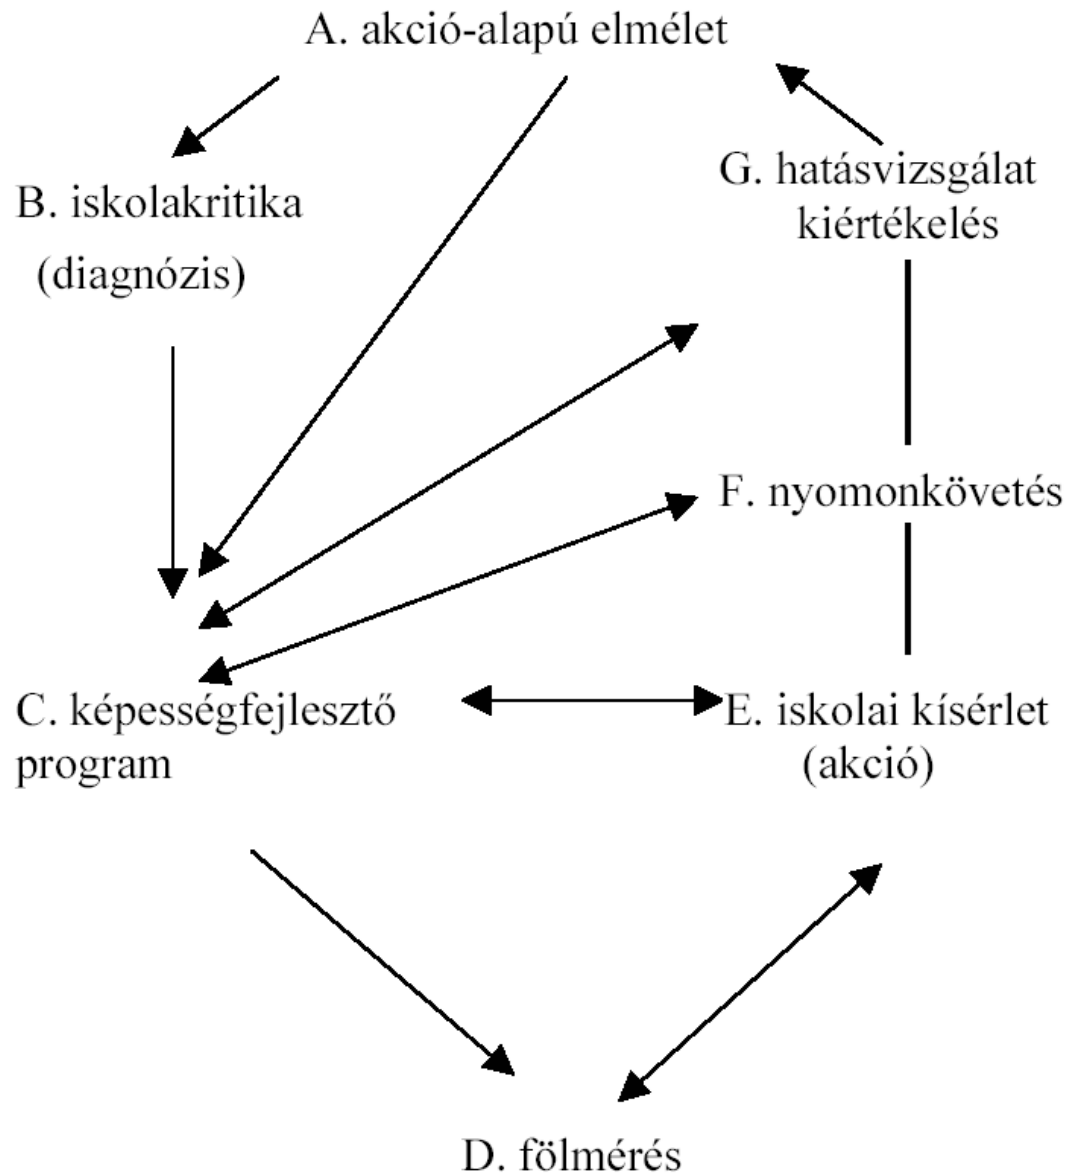 A. akció-alapú elmélet
B. iskolakritika
(diagnózis)
G. hatásvizsgálat
kiértékelés
F. nyomonkövetés
C. képességfejlesztő
program
E. iskolai kísérlet
(akció)
D. fölmérés